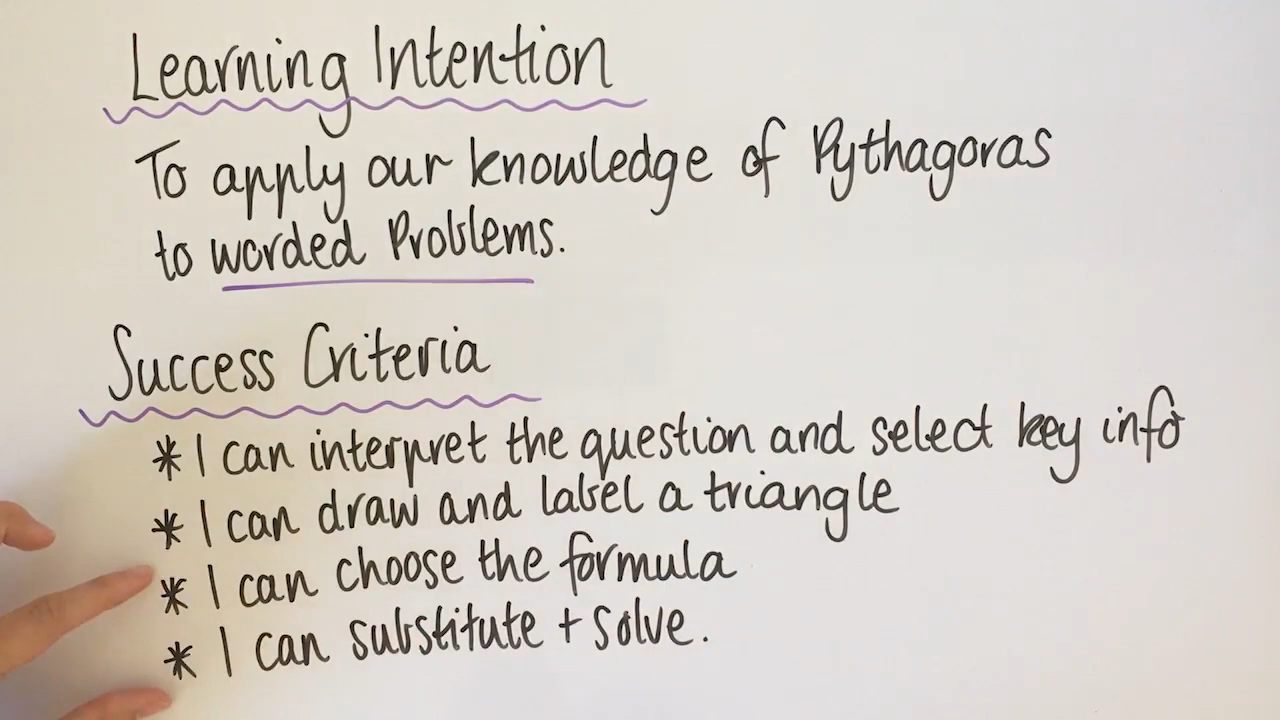 Learning Intention
To apply our knowledge of Pythagoras
to worded Problems.
Success Criteria
* I can interpret the question and select key info
* I can draw and label a triangle
* I can choose the formula
* I can substitute + solve.